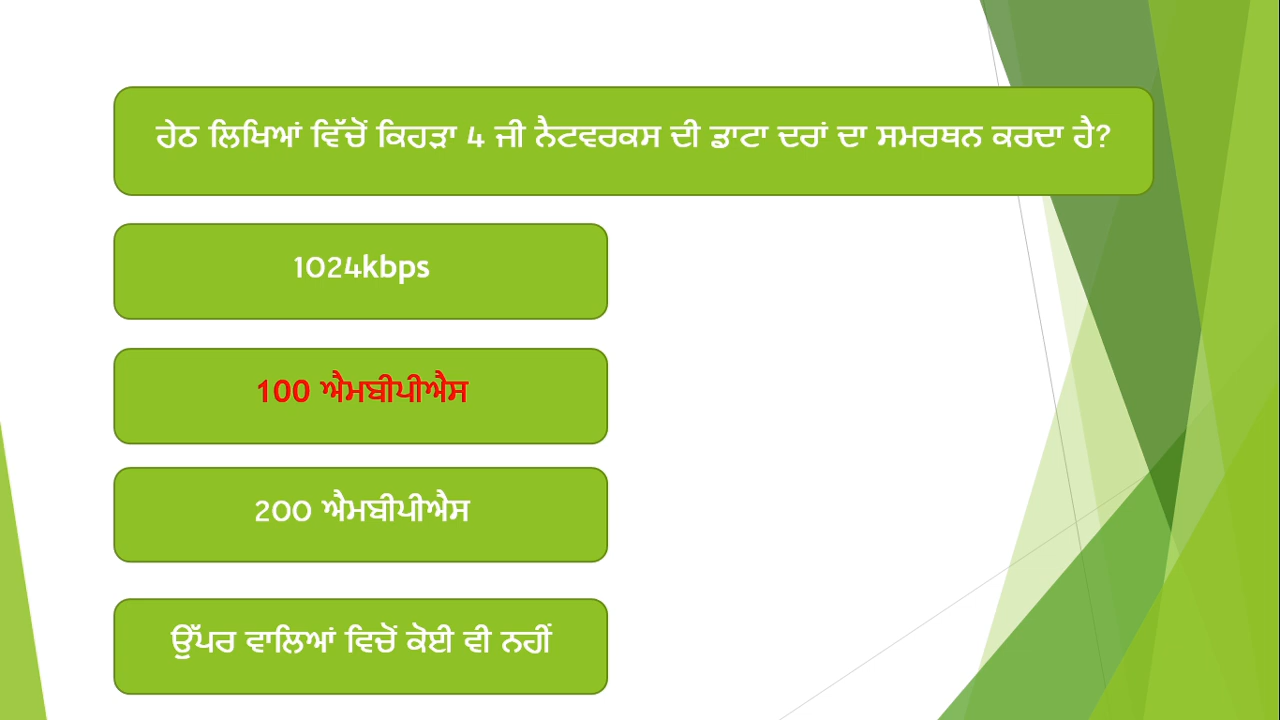 ਹੇਠ ਲਿਖਿਆਂ ਵਿੱਚੋਂ ਕਿਹੜਾ 4 ਜੀ ਨੈਟਵਰਕਸ ਦੀ ਡਾਟਾ ਦਰਾਂ ਦਾ ਸਮਰਥਨ ਕਰਦਾ ਹੈ?
1024kbps
100 ਐਮਬੀਪੀਐਸ
200 ਐਮਬੀਪੀਐਸ
ਉੱਪਰ ਵਾਲਿਆਂ ਵਿਚੋਂ ਕੋਈ ਵੀ ਨਹੀਂ